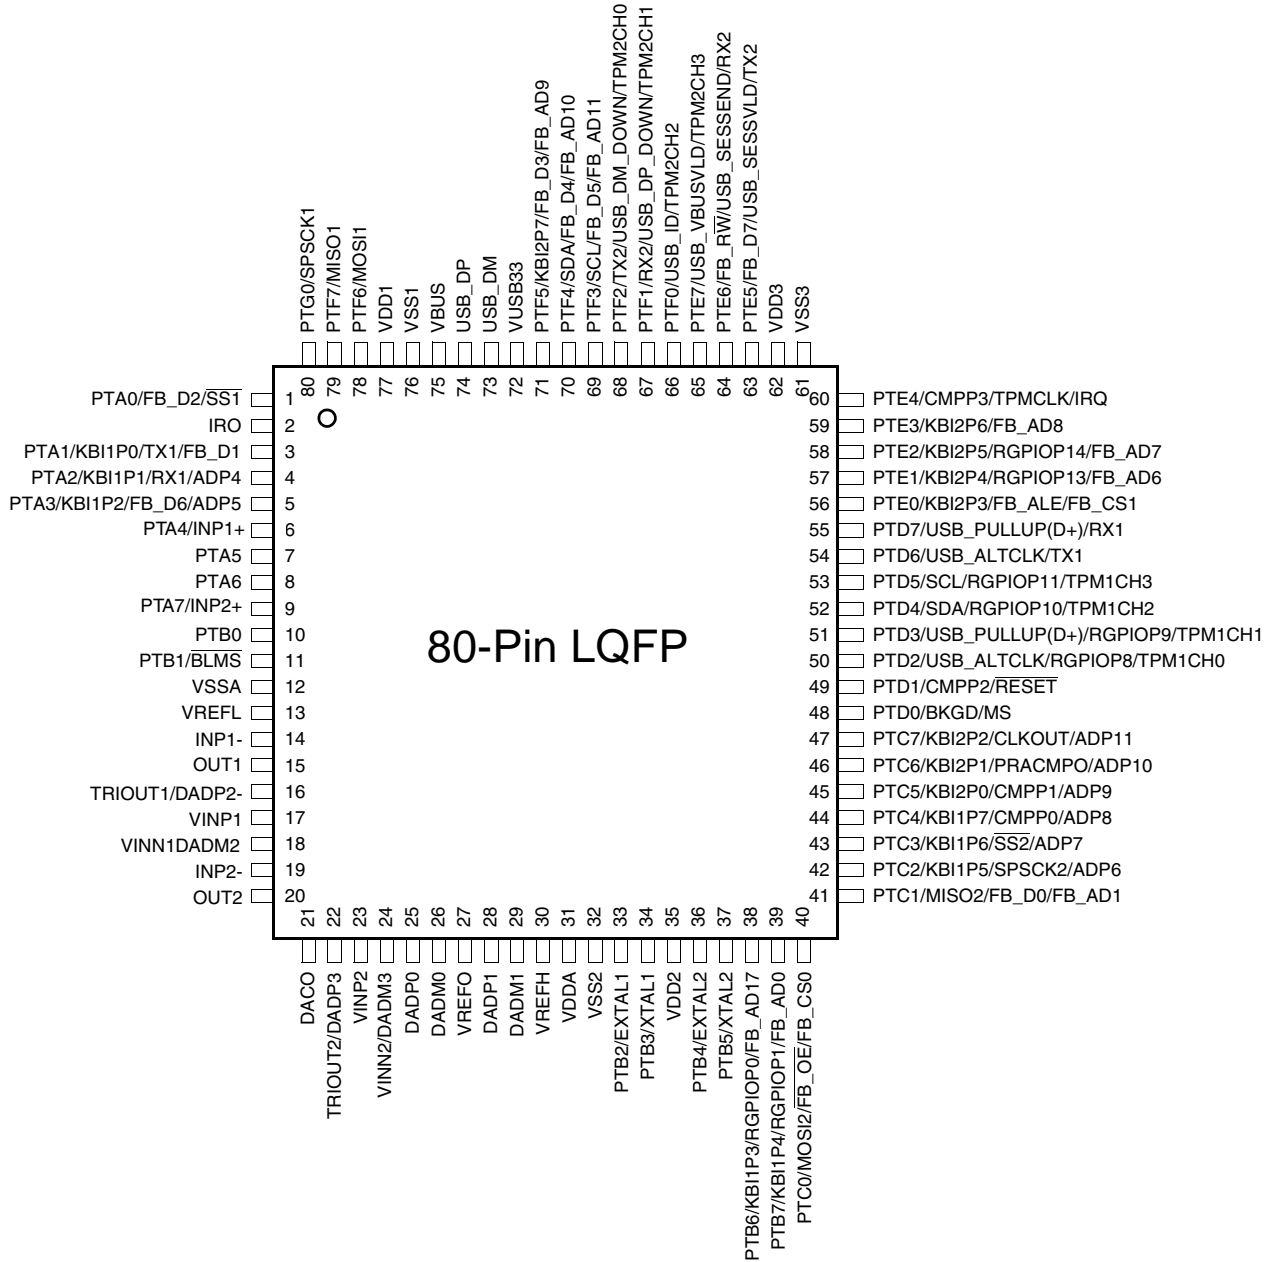 PTG0/SPSCK1
PTF7/MISO1
PTF6/MOSI1
VDD1
VSS1
VBUS
USB_DP
USB_DM
VUSB33
PTF5/KBI2P7/FB_D3/FB_AD9
PTF4/SDA/FB_D4/FB_AD10
PTF3/SCL/FB_D5/FB_AD11
PTF2/TX2/USB_DM_DOWN/TPM2CH0
PTF1/RX2/USB_DP_DOWN/TPM2CH1
PTF0/USB_ID/TPM2CH2
PTE7/USB_VBUSVLD/TPM2CH3
PTE6/FB_RW̅/USB_SESSEND/RX2
PTE5/FB_D7/USB_SESSVLD/TX2
VDD3
VSS3
80 79 78 77 76 75 74 73 72 71 70 69 68 67 66 65 64 63 62 61
PTA0/FB_D2/S̅S̅1̅ 1
IRO 2
PTA1/KBI1P0/TX1/FB_D1 3
PTA2/KBI1P1/RX1/ADP4 4
PTA3/KBI1P2/FB_D6/ADP5 5
PTA4/INP1+ 6
PTA5 7
PTA6 8
PTA7/INP2+ 9
PTB0 10
PTB1/B̅L̅M̅S̅ 11
VSSA 12
VREFL 13
INP1- 14
OUT1 15
TRIOUT1/DADP2- 16
VINP1 17
VINN1DADM2 18
INP2- 19
OUT2 20
80-Pin LQFP
60 PTE4/CMPP3/TPMCLK/IRQ
59 PTE3/KBI2P6/FB_AD8
58 PTE2/KBI2P5/RGPIOP14/FB_AD7
57 PTE1/KBI2P4/RGPIOP13/FB_AD6
56 PTE0/KBI2P3/FB_ALE/FB_CS1
55 PTD7/USB_PULLUP(D+)/RX1
54 PTD6/USB_ALTCLK/TX1
53 PTD5/SCL/RGPIOP11/TPM1CH3
52 PTD4/SDA/RGPIOP10/TPM1CH2
51 PTD3/USB_PULLUP(D+)/RGPIOP9/TPM1CH1
50 PTD2/USB_ALTCLK/RGPIOP8/TPM1CH0
49 PTD1/CMPP2/R̅E̅S̅E̅T̅
48 PTD0/BKGD/MS
47 PTC7/KBI2P2/CLKOUT/ADP11
46 PTC6/KBI2P1/PRACMPO/ADP10
45 PTC5/KBI2P0/CMPP1/ADP9
44 PTC4/KBI1P7/CMPP0/ADP8
43 PTC3/KBI1P6/S̅S̅2̅/ADP7
42 PTC2/KBI1P5/SPSCK2/ADP6
41 PTC1/MISO2/FB_D0/FB_AD1
21 22 23 24 25 26 27 28 29 30 31 32 33 34 35 36 37 38 39 40
DACO
TRIOUT2/DADP3
VINP2
VINN2/DADM3
DADP0
DADM0
VREFO
DADP1
DADM1
VREFH
VDDA
VSS2
PTB2/EXTAL1
PTB3/XTAL1
VDD2
PTB4/EXTAL2
PTB5/XTAL2
PTB6/KBI1P3/RGPIOP0/FB_AD17
PTB7/KBI1P4/RGPIOP1/FB_AD0
PTC0/MOSI2/F̅B̅_̅O̅E̅/FB_CS0